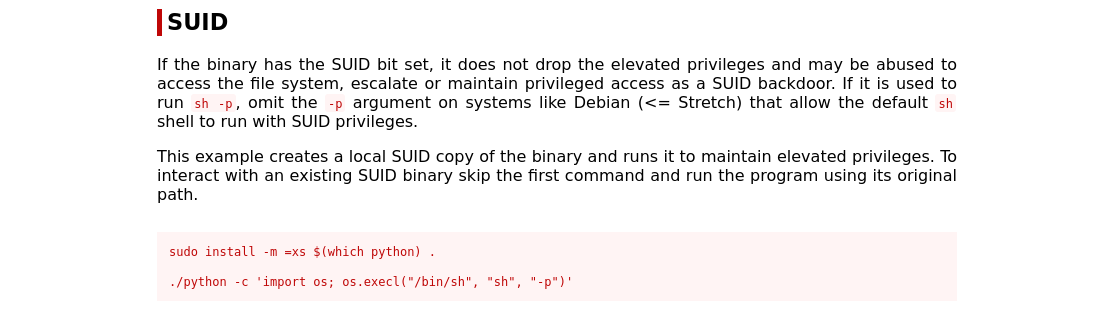 SUID
If the binary has the SUID bit set, it does not drop the elevated privileges and may be abused to
access the file system, escalate or maintain privileged access as a SUID backdoor. If it is used to
run sh -p, omit the -p argument on systems like Debian (<= Stretch) that allow the default sh
shell to run with SUID privileges.
This example creates a local SUID copy of the binary and runs it to maintain elevated privileges. To
interact with an existing SUID binary skip the first command and run the program using its original
path.
sudo install -m =xs $(which python) .
./python -c 'import os; os.execl("/bin/sh", "sh", "-p")'